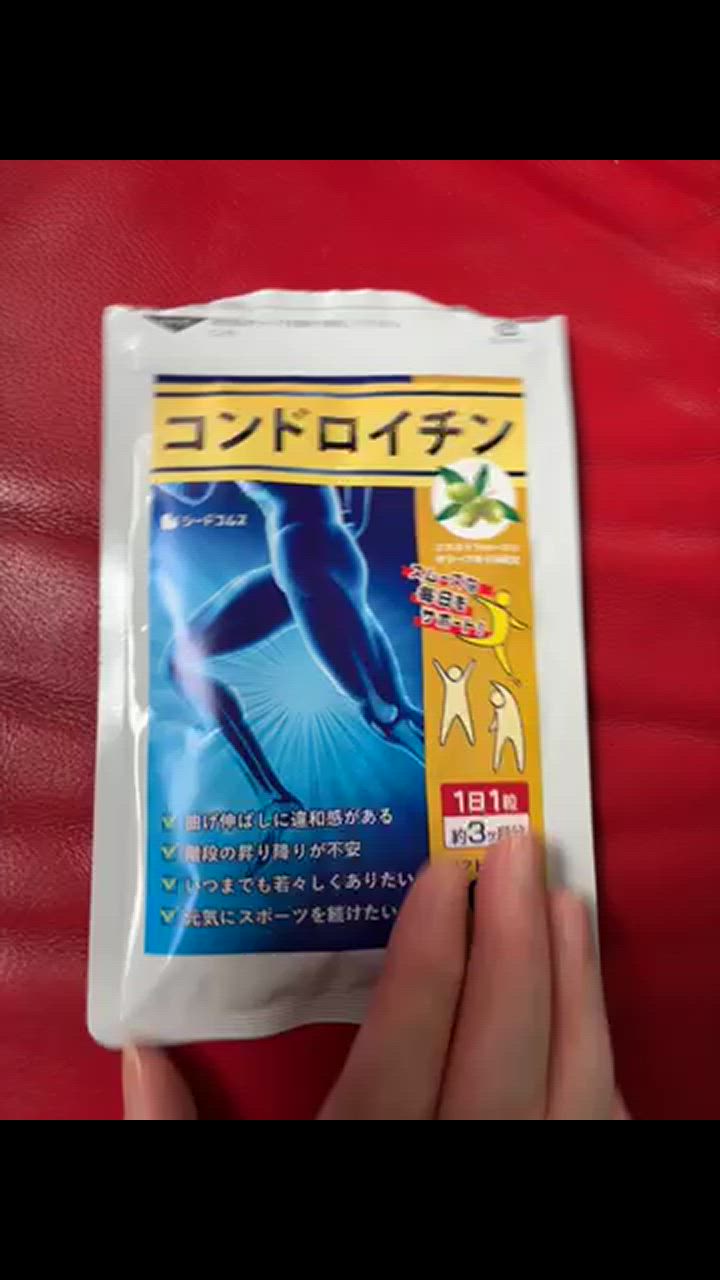 コンドロイチン
シードコムス
スムーズな
毎日を
サポート!
1日1粒
約3ヶ月分
曲げ伸ばしに違和感がある
階段の昇り降りが不安
いつまでも若々しくありたい
元気にスポーツを続けたい